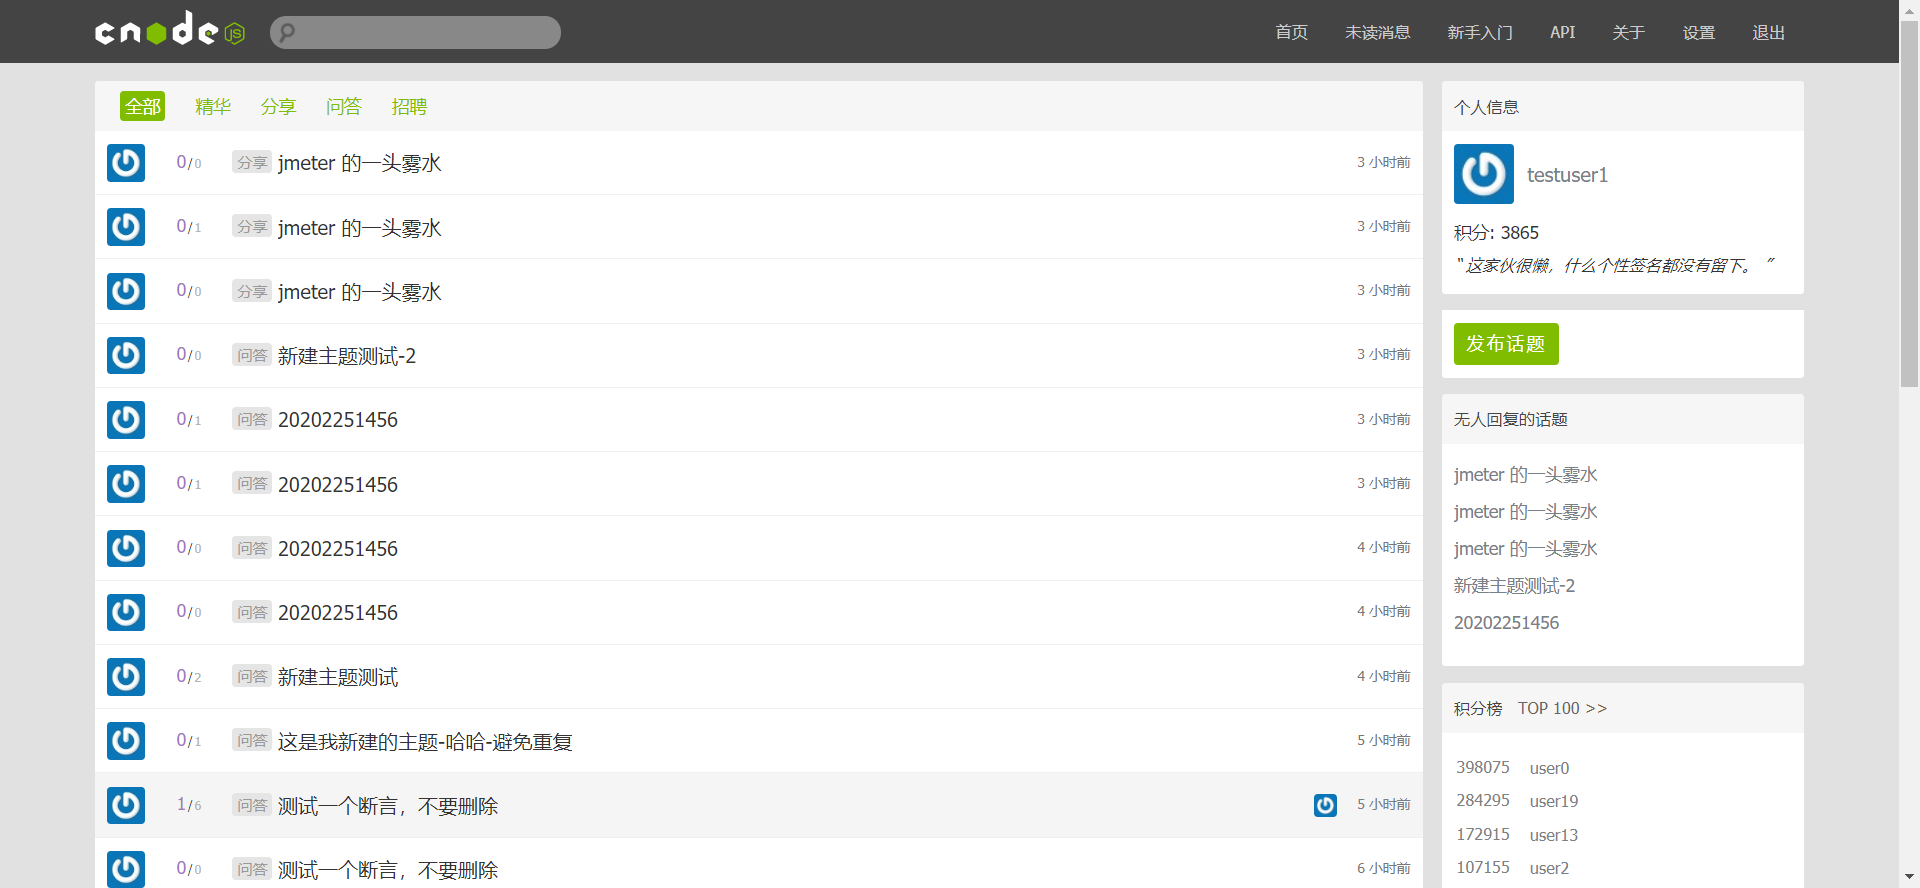 cnode JS 首页 未读消息 新手入门 API 关于 设置 退出
全部 精华 分享 问答 招聘
0/0 分享 jmeter 的一头雾水 3 小时前
0/1 分享 jmeter 的一头雾水 3 小时前
0/0 分享 jmeter 的一头雾水 3 小时前
0/0 问答 新建主题测试-2 3 小时前
0/1 问答 20202251456 3 小时前
0/1 问答 20202251456 3 小时前
0/0 问答 20202251456 4 小时前
0/0 问答 20202251456 4 小时前
0/2 问答 新建主题测试 4 小时前
0/1 问答 这是我新建的主题-哈哈-避免重复 5 小时前
1/6 问答 测试一个断言，不要删除 5 小时前
0/0 问答 测试一个断言，不要删除 6 小时前
个人信息
testuser1
积分: 3865
“ 这家伙很懒，什么个性签名都没有留下。 ”
发布话题
无人回复的话题
jmeter 的一头雾水
jmeter 的一头雾水
jmeter 的一头雾水
新建主题测试-2
20202251456
积分榜 TOP 100 >>
398075 user0
284295 user19
172915 user13
107155 user2